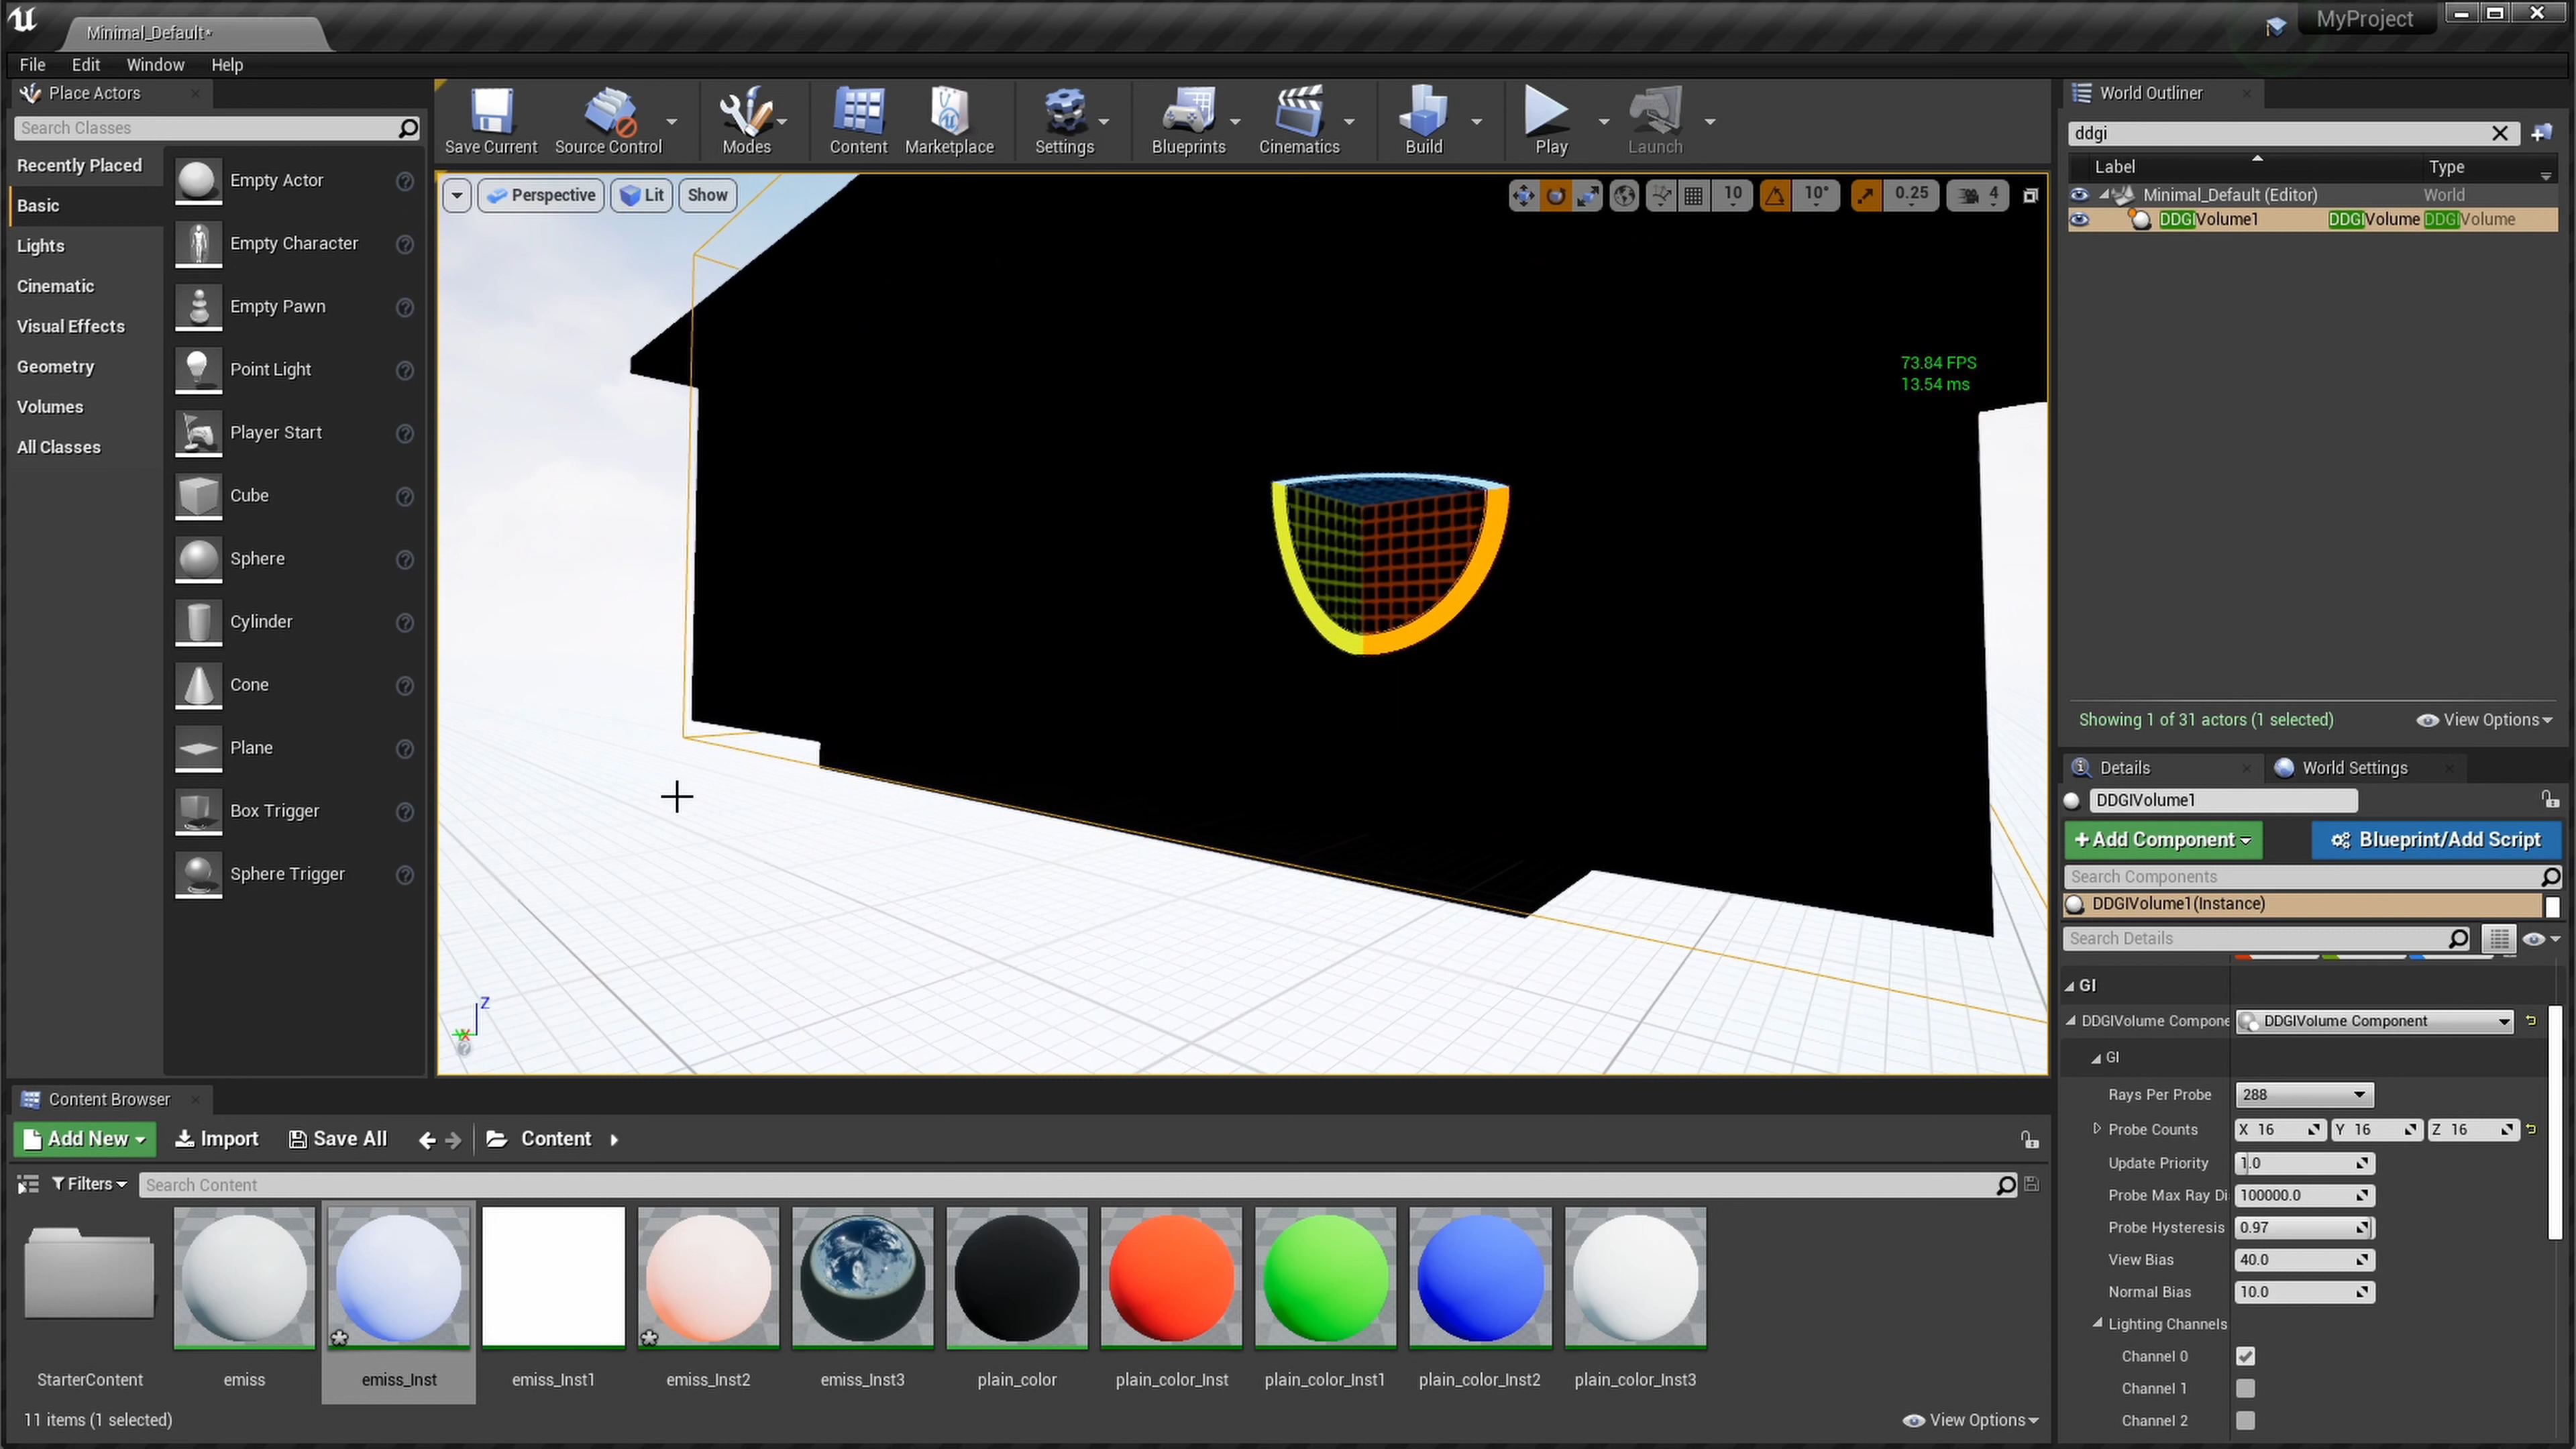 Minimal_Default*
MyProject
File Edit Window Help
Place Actors
Search Classes
Recently Placed
Basic
Lights
Cinematic
Visual Effects
Geometry
Volumes
All Classes
Empty Actor
Empty Character
Empty Pawn
Point Light
Player Start
Cube
Sphere
Cylinder
Cone
Plane
Box Trigger
Sphere Trigger
Save Current Source Control Modes Content Marketplace Settings Blueprints Cinematics Build Play Launch
Perspective Lit Show
10 10° 0.25 4
73.84 FPS
13.54 ms
Z
World Outliner
ddgi
Label Type
Minimal_Default (Editor) World
DDGIVolume1 DDGIVolume DDGIVolume
Showing 1 of 31 actors (1 selected) View Options
Details World Settings
DDGIVolume1
+Add Component Blueprint/Add Script
Search Components
DDGIVolume1(Instance)
Search Details
GI
DDGIVolume Compone DDGIVolume Component
GI
Rays Per Probe 288
Probe Counts X 16 Y 16 Z 16
Update Priority 1.0
Probe Max Ray Di 100000.0
Probe Hysteresis 0.97
View Bias 40.0
Normal Bias 10.0
Lighting Channels
Channel 0
Channel 1
Channel 2
Content Browser
Add New Import Save All Content
Filters Search Content
StarterContent emiss emiss_Inst emiss_Inst1 emiss_Inst2 emiss_Inst3 plain_color plain_color_Inst plain_color_Inst1 plain_color_Inst2 plain_color_Inst3
11 items (1 selected) View Options